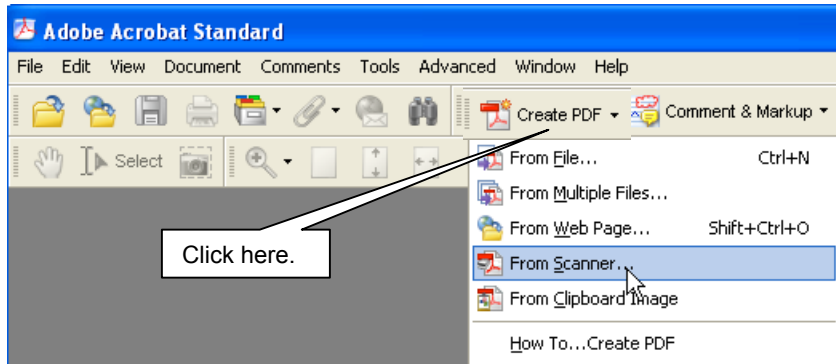 Adobe Acrobat Standard
File Edit View Document Comments Tools Advanced Window Help
Create PDF Comment & Markup
Select
From File... Ctrl+N
From Multiple Files...
From Web Page... Shift+Ctrl+O
Click here.
From Scanner...
From Clipboard Image
How To...Create PDF